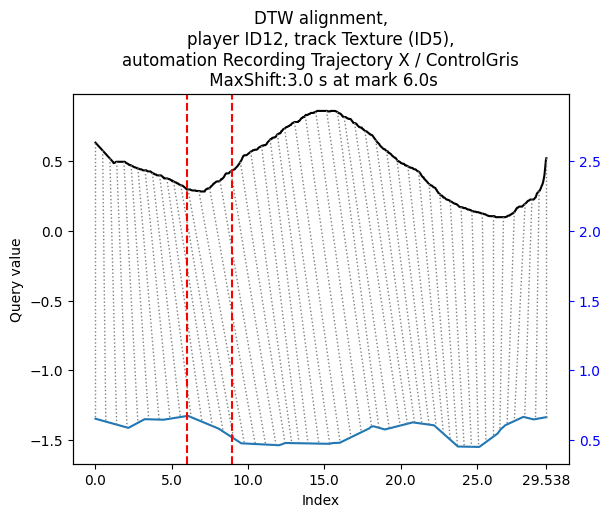 DTW alignment,
player ID12, track Texture (ID5),
automation Recording Trajectory X / ControlGris
MaxShift:3.0 s at mark 6.0s
Query value
0.5
0.0
−0.5
−1.0
−1.5
2.5
2.0
1.5
1.0
0.5
0.0 5.0 10.0 15.0 20.0 25.0 29.538
Index